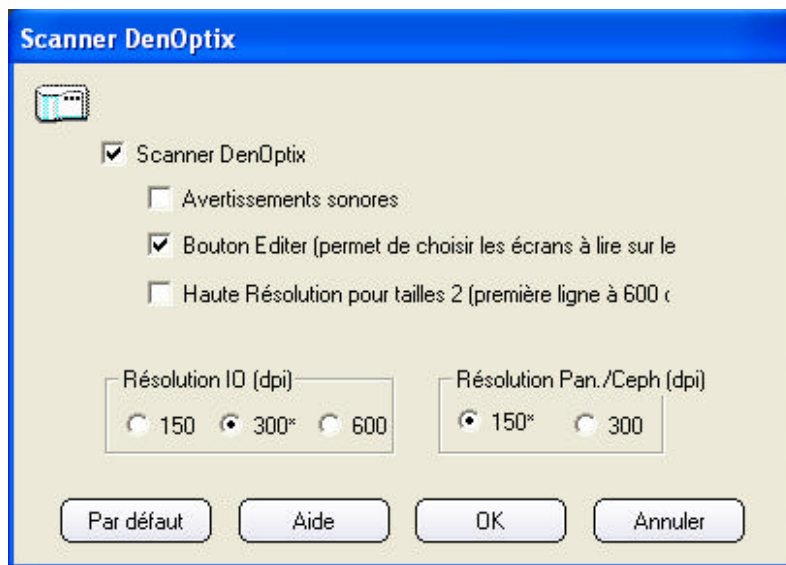 Scanner DenOptix
Scanner DenOptix
Avertissements sonores
Bouton Editer (permet de choisir les écrans à lire sur le
Haute Résolution pour tailles 2 (première ligne à 600
Résolution IO (dpi)
Résolution Pan./Ceph (dpi)
150 300* 600
150* 300
Par défaut Aide OK Annuler